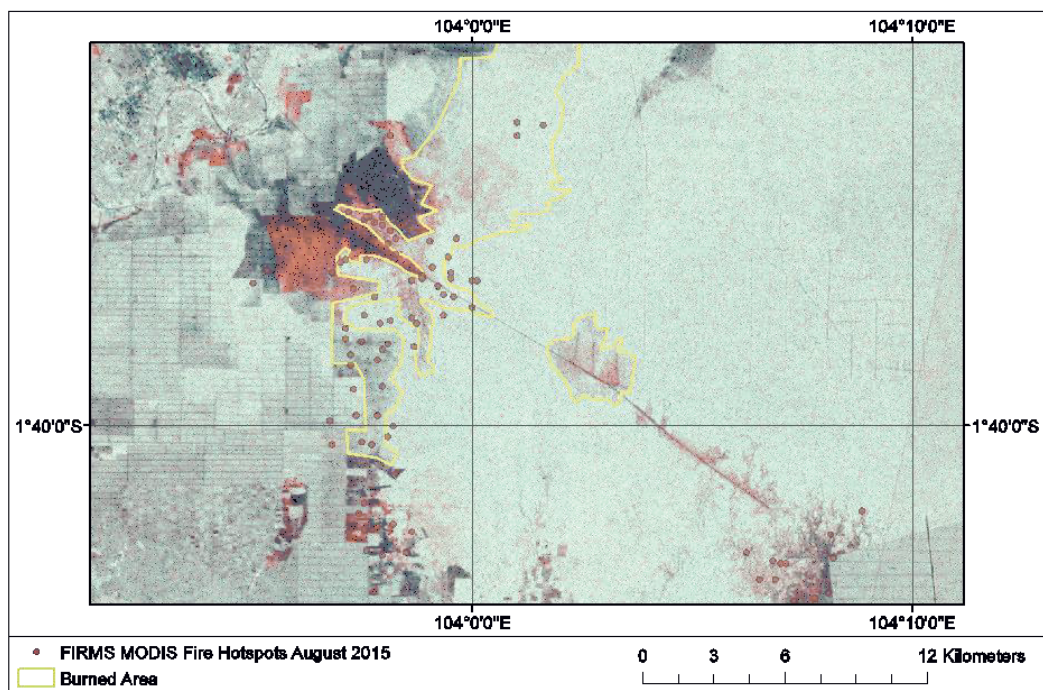 104°0'0"E 104°10'0"E
1°40'0"S 1°40'0"S
104°0'0"E 104°10'0"E
FIRMS MODIS Fire Hotspots August 2015
Burned Area
0 3 6 12 Kilometers